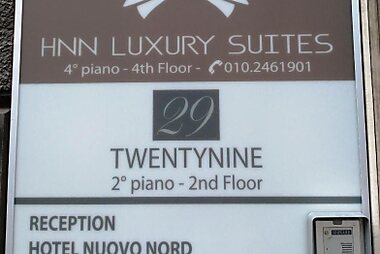 HNN LUXURY SUITES
4° piano - 4th Floor - 010.2461901
29
TWENTYNINE
2° piano - 2nd Floor
RECEPTION
HOTEL NUOVO NORD